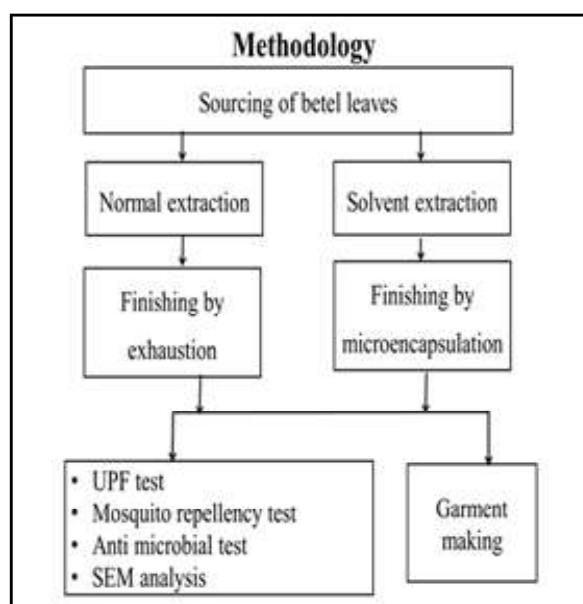 Methodology
Sourcing of betel leaves
Normal extraction
Solvent extraction
Finishing by
exhaustion
Finishing by
microencapsulation
• UPF test
• Mosquito repellency test
• Anti microbial test
• SEM analysis
Garment
making